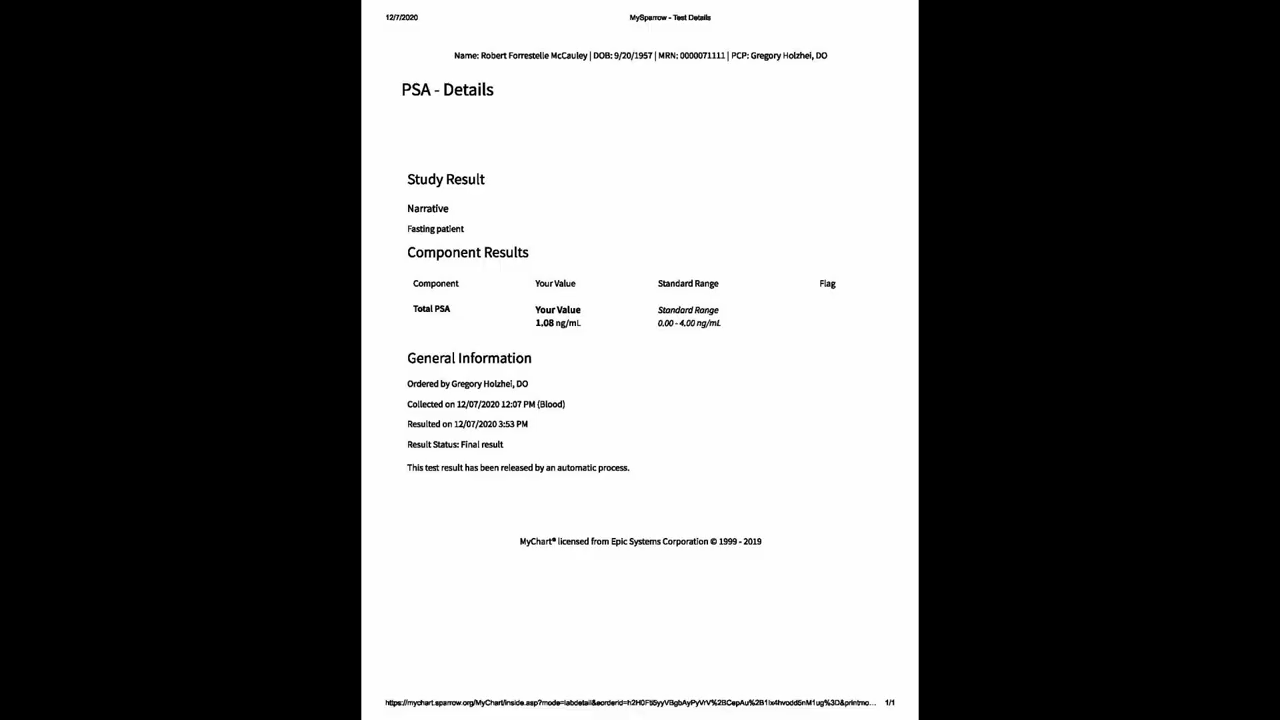 12/7/2020 MySparrow - Test Details
Name: Robert Forrestelle McCauley | DOB: 9/20/1957 | MRN: 0000071111 | PCP: Gregory Holzhei, DO
PSA - Details
Study Result
Narrative
Fasting patient
Component Results
Component Your Value Standard Range Flag
Total PSA Your Value Standard Range
1.08 ng/mL 0.00 - 4.00 ng/mL
General Information
Ordered by Gregory Holzhei, DO
Collected on 12/07/2020 12:07 PM (Blood)
Resulted on 12/07/2020 3:53 PM
Result Status: Final result
This test result has been released by an automatic process.
MyChart® licensed from Epic Systems Corporation © 1999 - 2019
1/1